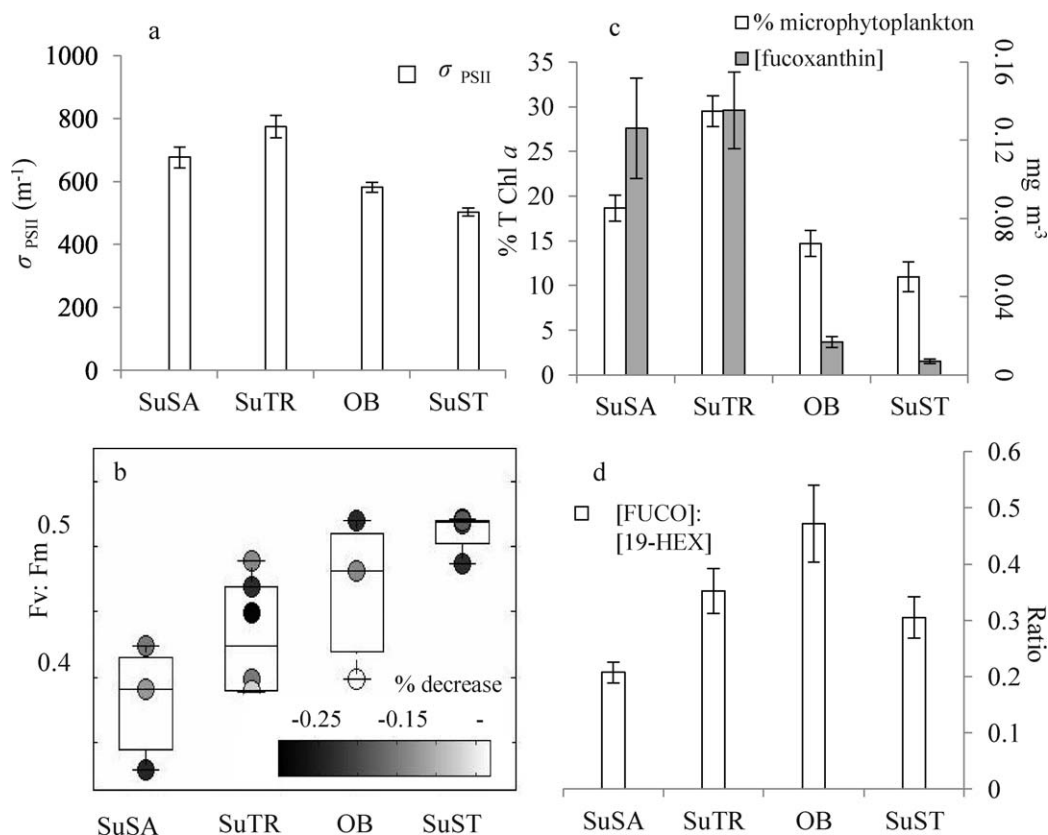 a
σ PSII
1000
800
600
400
200
0
σ PSII (m⁻¹)
SuSA SuTR OB SuST
c
% microphytoplankton
[fucoxanthin]
35
30
25
20
15
10
5
0
% T Chl a
0.16
0.12
0.08
0.04
0
mg m⁻³
SuSA SuTR OB SuST
b
0.5
0.4
Fv: Fm
% decrease
-0.25 -0.15 -
SuSA SuTR OB SuST
d
[FUCO]:
[19-HEX]
0.6
0.5
0.4
0.3
0.2
0.1
0
Ratio
SuSA SuTR OB SuST